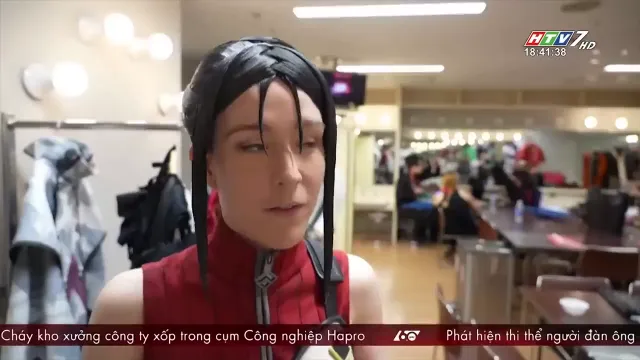 HTV7 HD
18:41:38
Cháy kho xưởng công ty xốp trong cụm Công nghiệp Hapro 60 Phát hiện thi thể người đàn ông